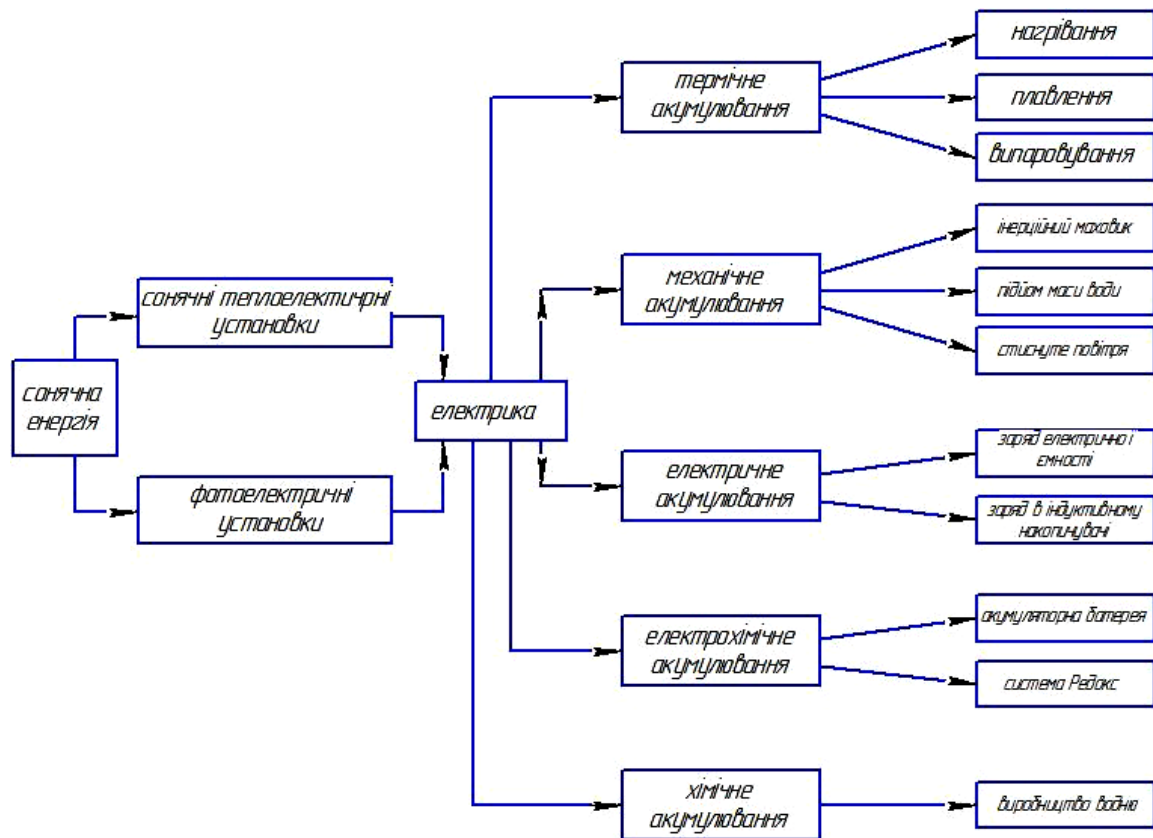 сонячна
енергія
сонячні теплоелектичрні
установки
фотоелектричні
установки
електрика
термічне
акумулювання
нагрівання
плавлення
випаровування
механічне
акумулювання
інерційний маховик
підйом маси води
стиснуте повітря
електричне
акумулювання
заряд електричної
ємності
заряд в індуктивному
накопичувачі
електрохімічне
акумулювання
акумуляторна батерея
система Редокс
хімічне
акумулювання
виробництво водню